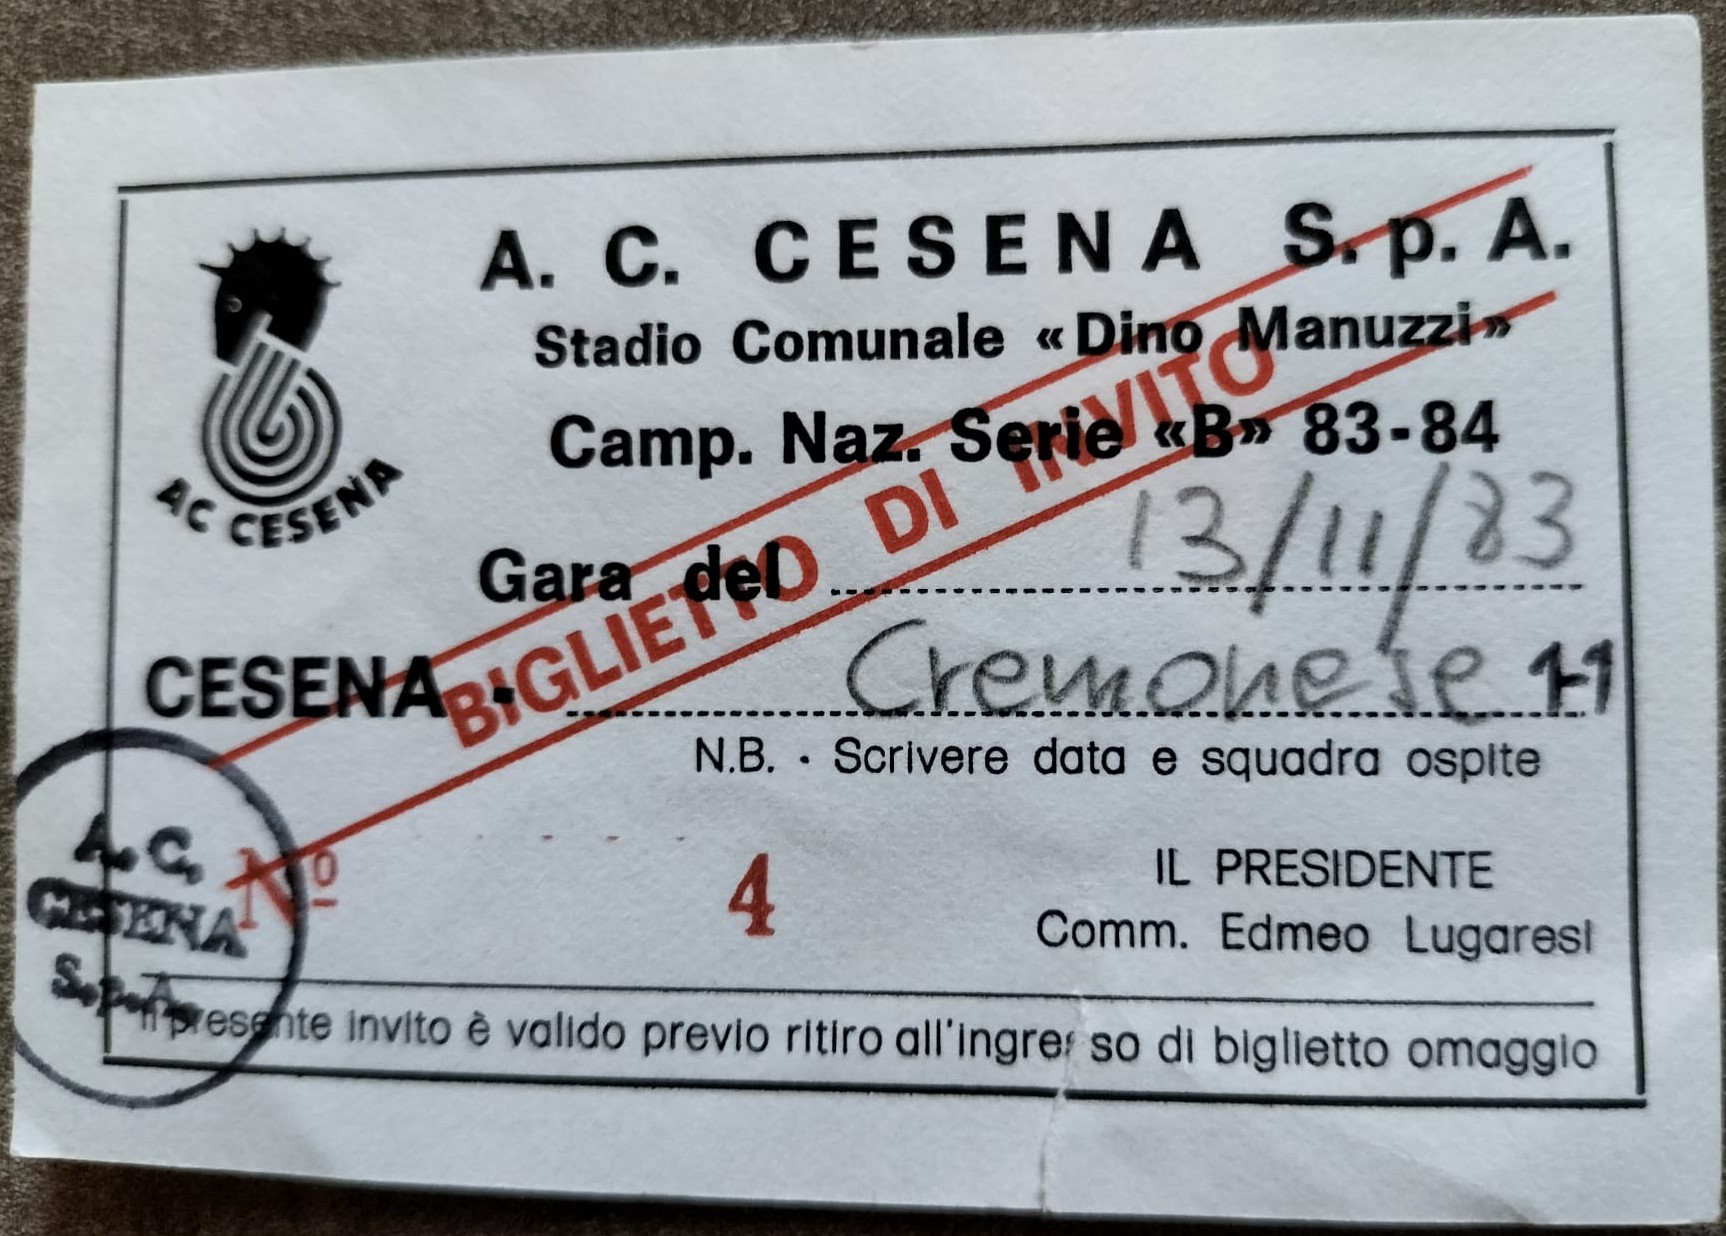 A. C. CESENA S. p. A.
Stadio Comunale «Dino Manuzzi»
Camp. Naz. Serie «B» 83-84
AC CESENA
Gara del 13/11/83
CESENA - Cremonese 1-1
BIGLIETTO DI INVITO
N.B. - Scrivere data e squadra ospite
A. C.
CESENA
S.p.A.
Nº 4
IL PRESIDENTE
Comm. Edmeo Lugaresi
Il presente invito è valido previo ritiro all'ingresso di biglietto omaggio